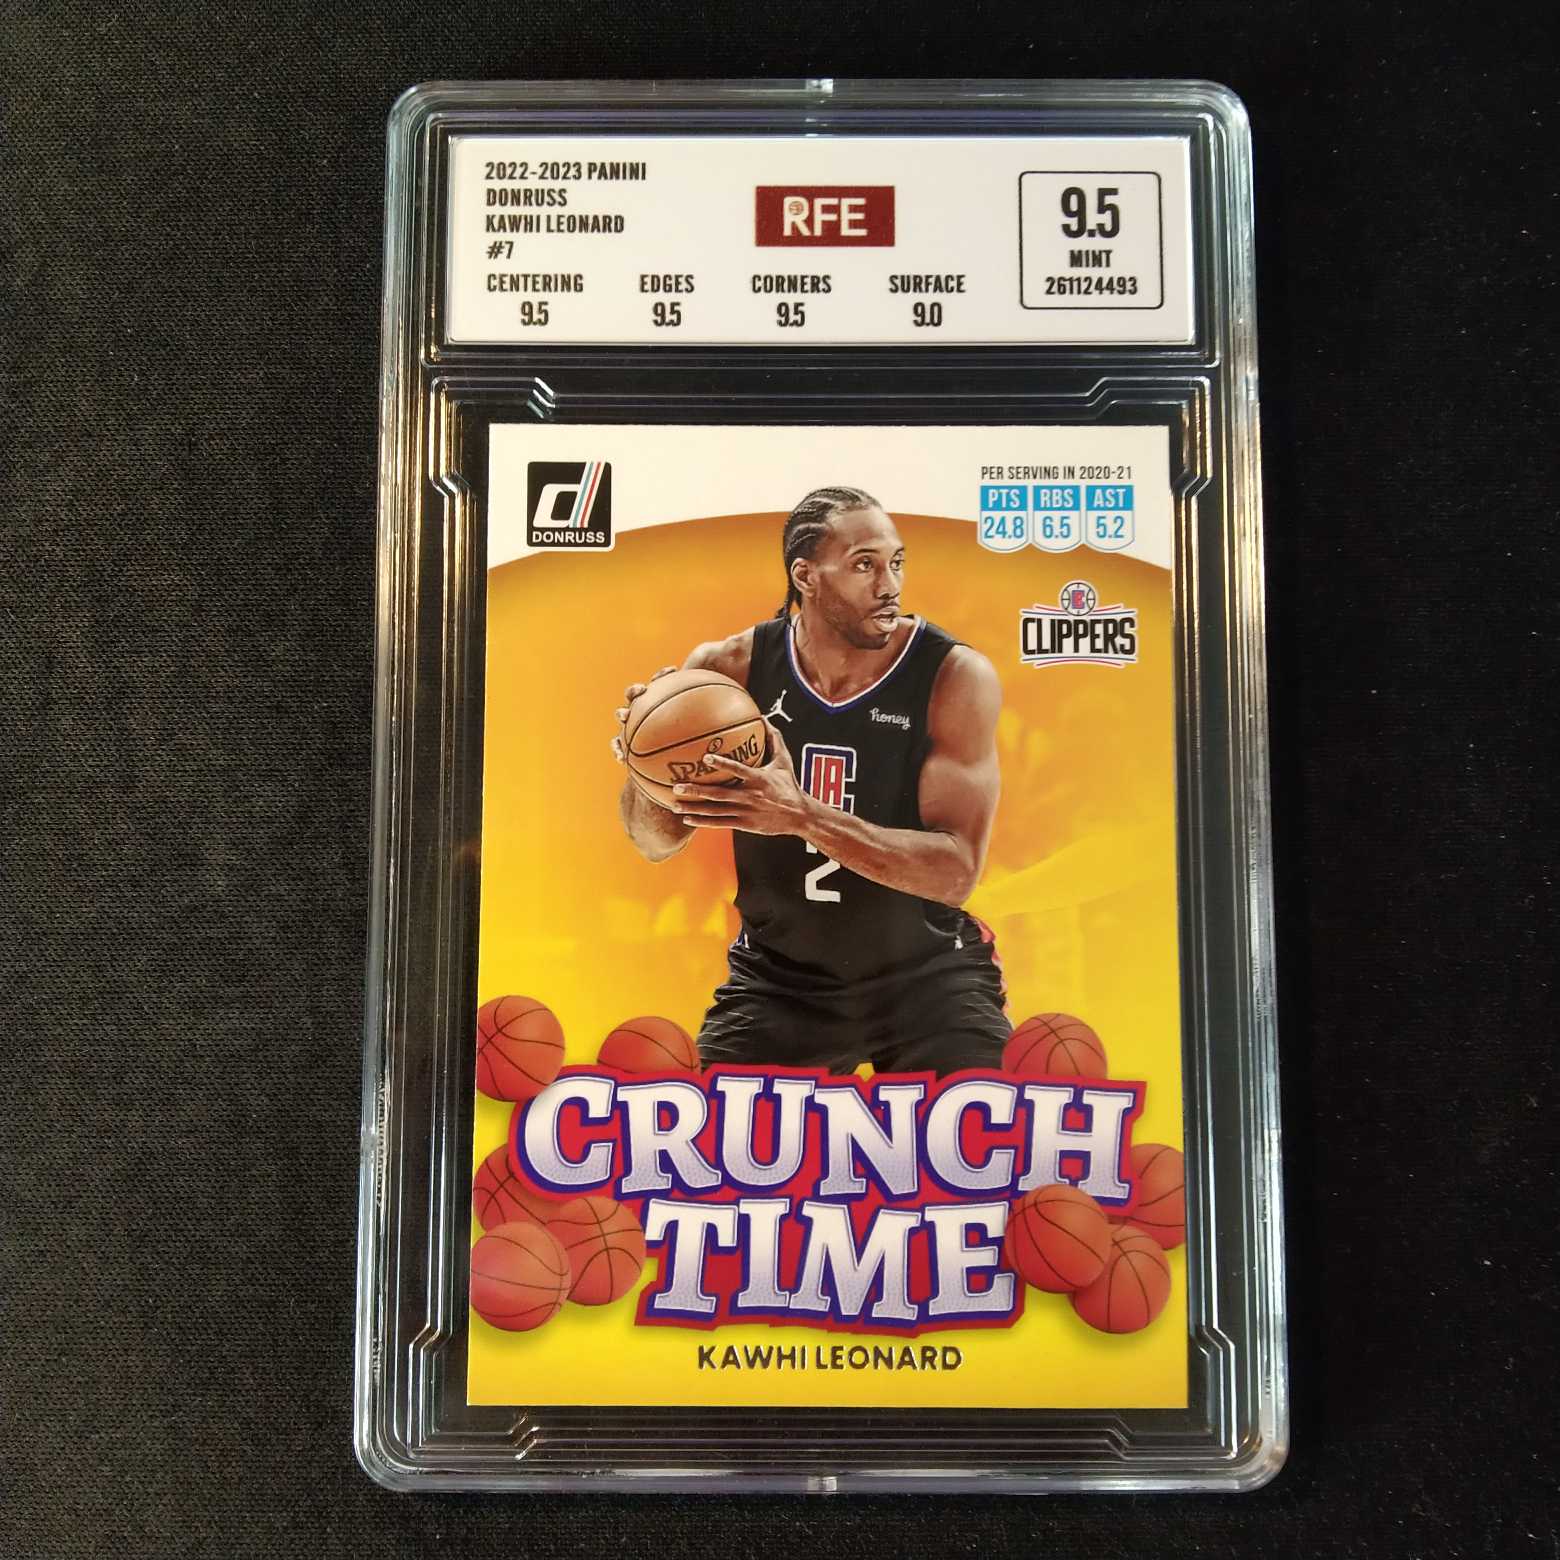 2022-2023 PANINI
DONRUSS
KAWHI LEONARD
#7
RFE
9.5
MINT
261124493
CENTERING EDGES CORNERS SURFACE
9.5 9.5 9.5 9.0
d
DONRUSS
PER SERVING IN 2020-21
PTS RBS AST
24.8 6.5 5.2
CLIPPERS
honey
SPALDING
LAC
2
CRUNCH
TIME
KAWHI LEONARD